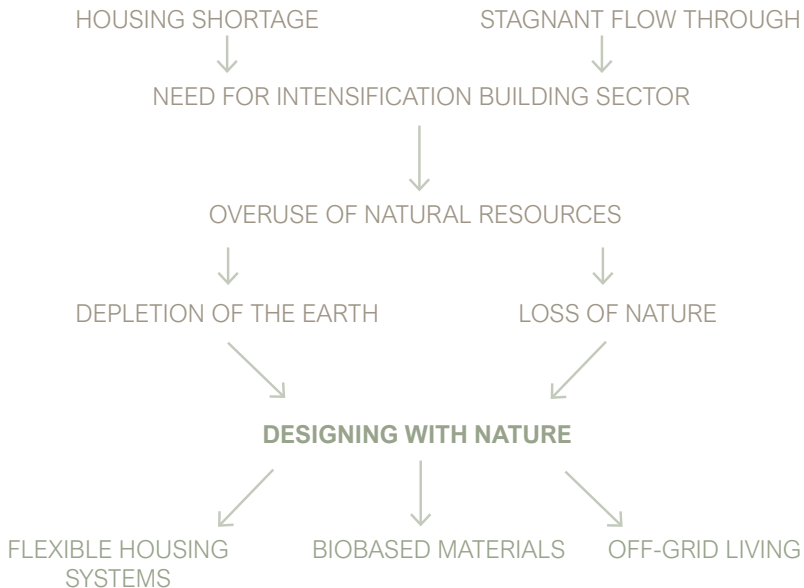 HOUSING SHORTAGE
STAGNANT FLOW THROUGH
NEED FOR INTENSIFICATION BUILDING SECTOR
OVERUSE OF NATURAL RESOURCES
DEPLETION OF THE EARTH
LOSS OF NATURE
DESIGNING WITH NATURE
FLEXIBLE HOUSING
SYSTEMS
BIOBASED MATERIALS
OFF-GRID LIVING